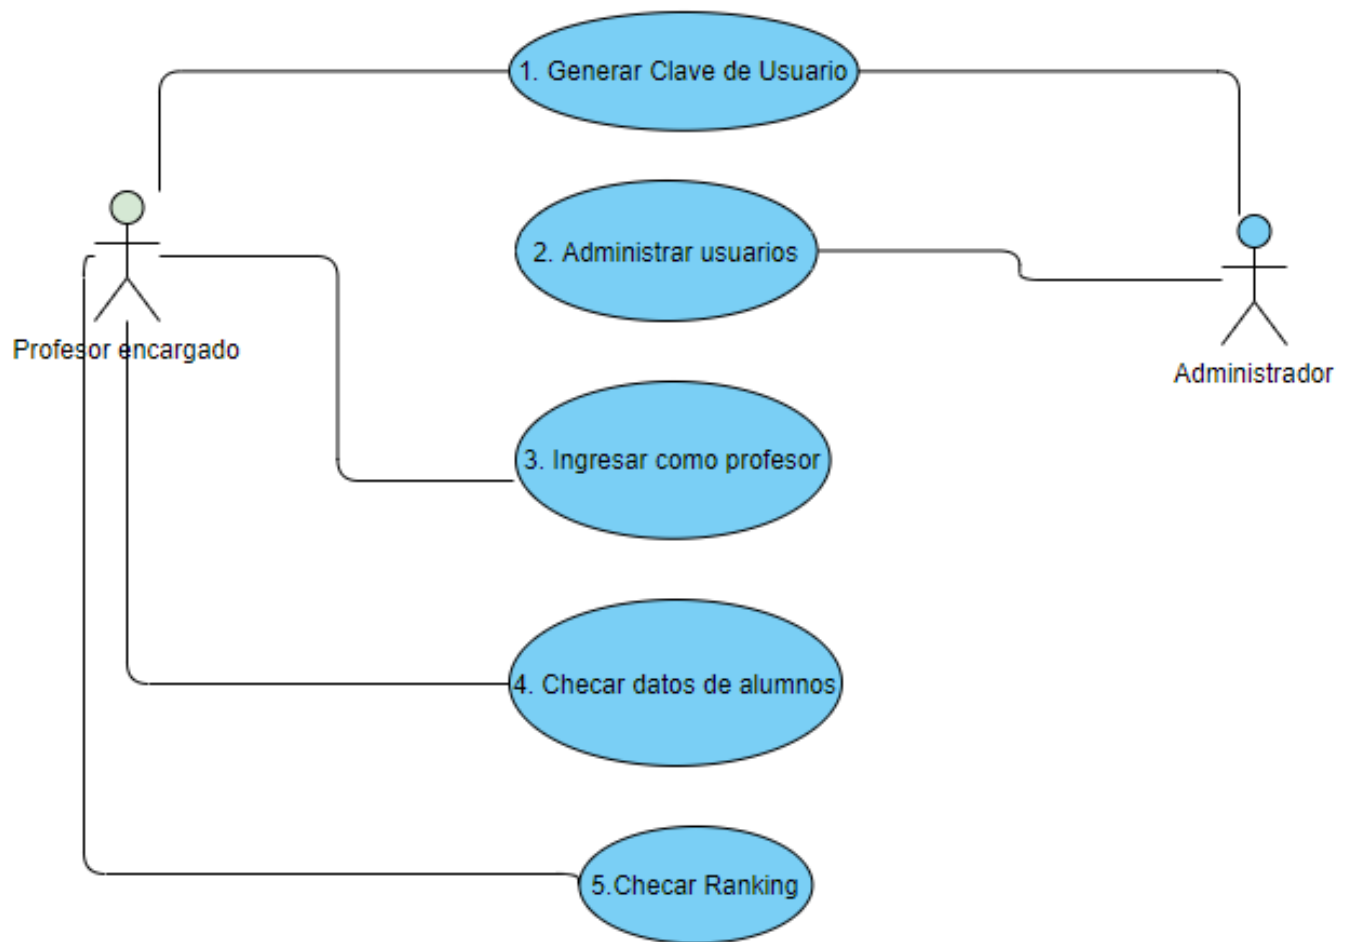 1. Generar Clave de Usuario
2. Administrar usuarios
Profesor encargado
Administrador
3. Ingresar como profesor
4. Checar datos de alumnos
5.Checar Ranking